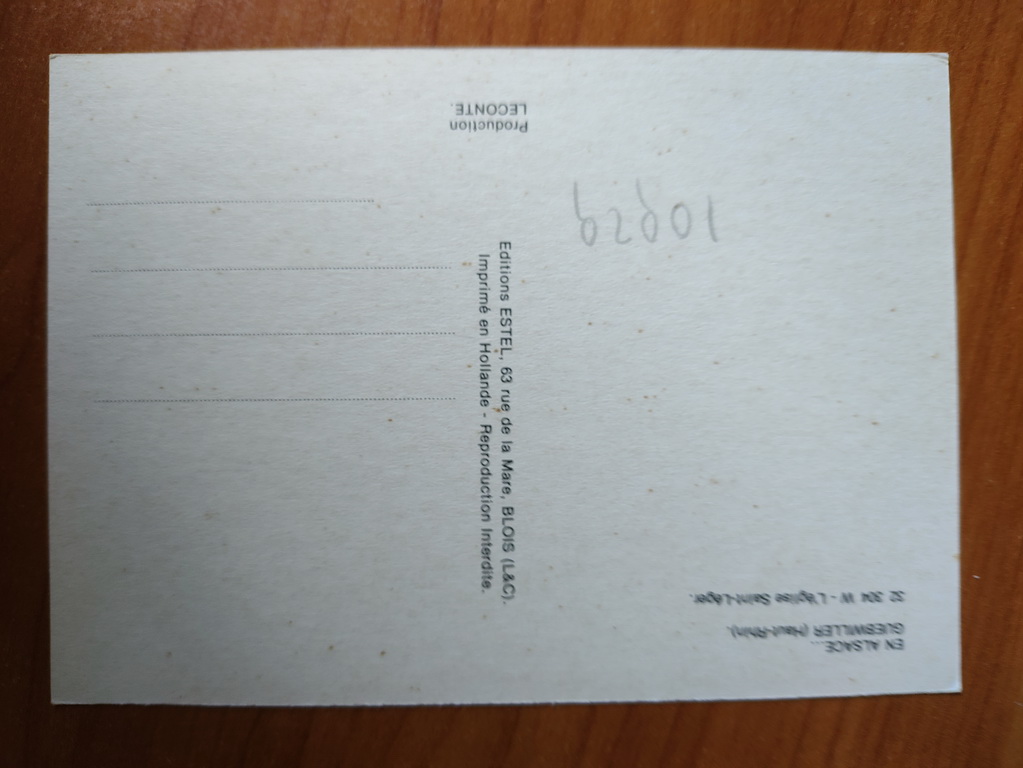 EN ALSACE...
GUEBWILLER (Haut-Rhin).
32 304 W - L'église Saint-Léger.
Editions ESTEL, 63 rue de la Mare, BLOIS (L&C).
Imprimé en Hollande - Reproduction Interdite.
10929
Production
LECONTE.